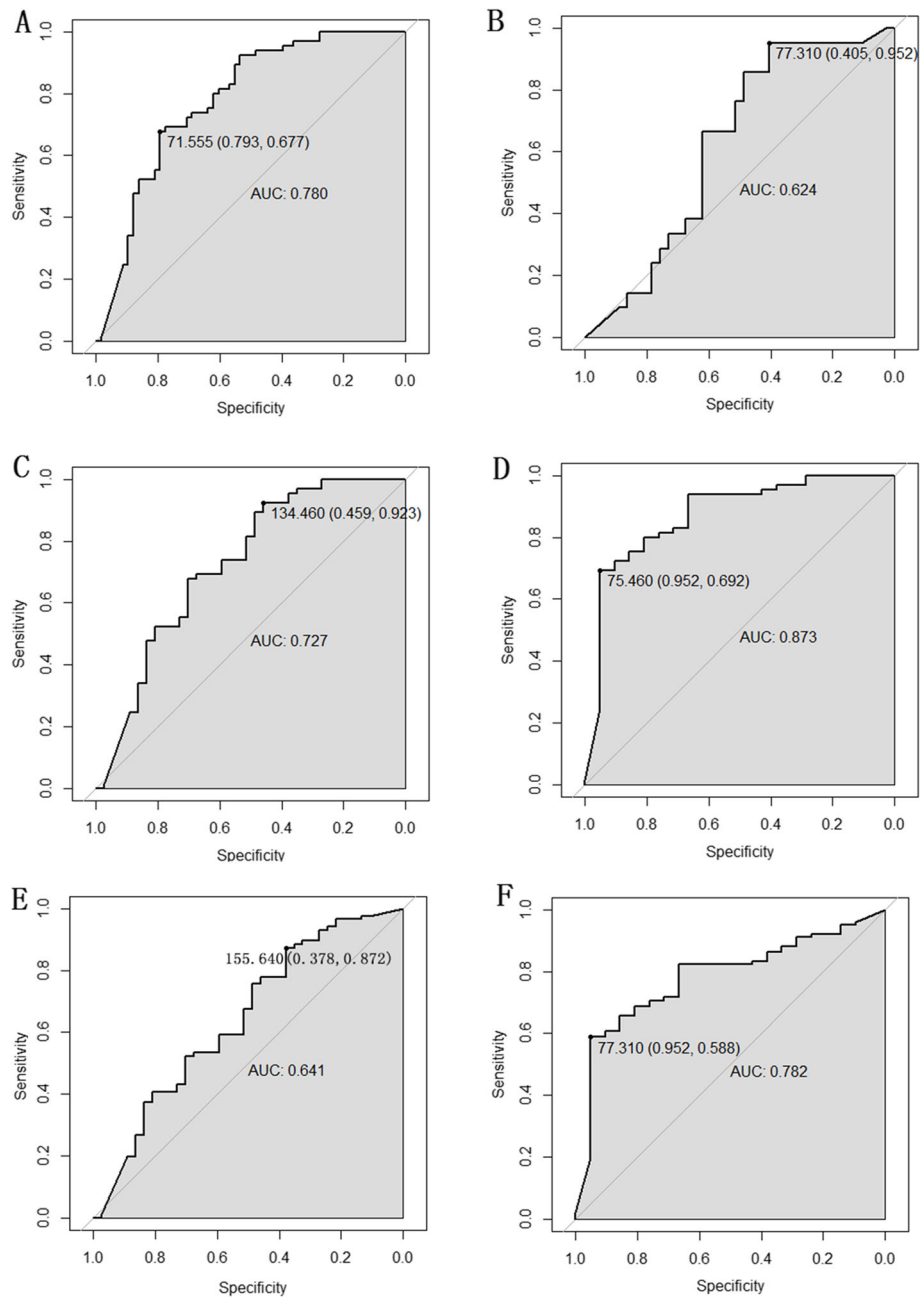 A
Sensitivity
1.0
0.8
0.6
0.4
0.2
0.0
71.555 (0.793, 0.677)
AUC: 0.780
1.0 0.8 0.6 0.4 0.2 0.0
Specificity
B
Sensitivity
1.0
0.8
0.6
0.4
0.2
0.0
77.310 (0.405, 0.952)
AUC: 0.624
1.0 0.8 0.6 0.4 0.2 0.0
Specificity
C
Sensitivity
1.0
0.8
0.6
0.4
0.2
0.0
134.460 (0.459, 0.923)
AUC: 0.727
1.0 0.8 0.6 0.4 0.2 0.0
Specificity
D
Sensitivity
1.0
0.8
0.6
0.4
0.2
0.0
75.460 (0.952, 0.692)
AUC: 0.873
1.0 0.8 0.6 0.4 0.2 0.0
Specificity
E
Sensitivity
1.0
0.8
0.6
0.4
0.2
0.0
155.640 (0.378, 0.872)
AUC: 0.641
1.0 0.8 0.6 0.4 0.2 0.0
Specificity
F
Sensitivity
1.0
0.8
0.6
0.4
0.2
0.0
77.310 (0.952, 0.588)
AUC: 0.782
1.0 0.8 0.6 0.4 0.2 0.0
Specificity